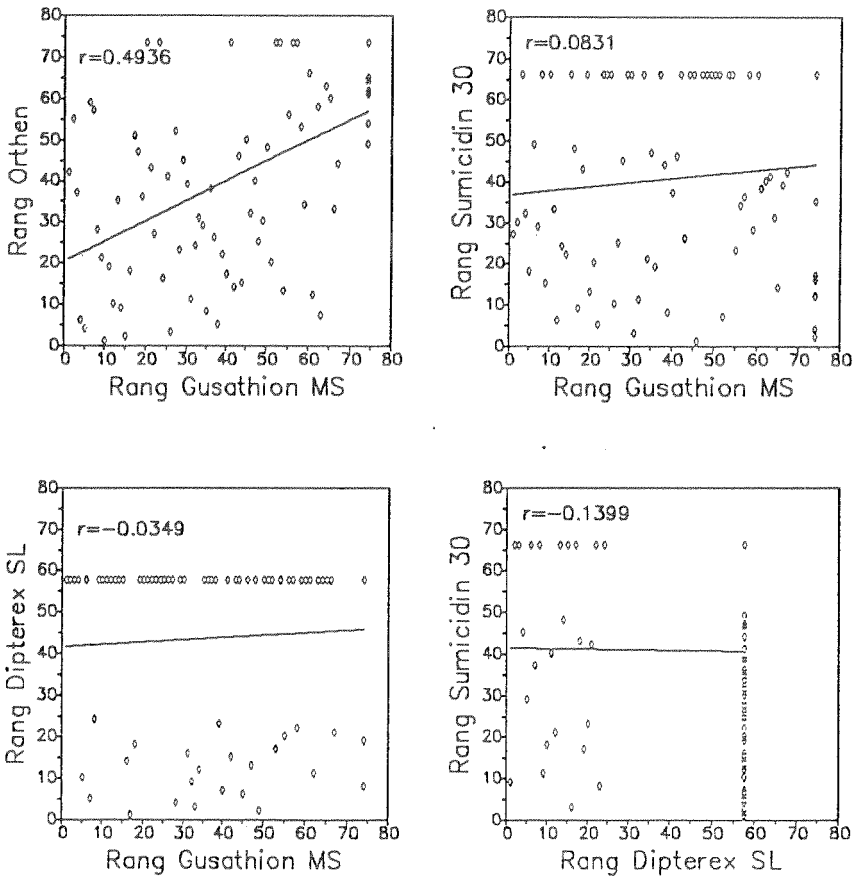 80
70
60
50
40
30
20
10
0
r=0.4936
Rang Orthen
0 10 20 30 40 50 60 70 80
Rang Gusathion MS
80
70
60
50
40
30
20
10
0
r=0.0831
Rang Sumicidin 30
0 10 20 30 40 50 60 70 80
Rang Gusathion MS
80
70
60
50
40
30
20
10
0
r=-0.0349
Rang Dipterex SL
0 10 20 30 40 50 60 70 80
Rang Gusathion MS
80
70
60
50
40
30
20
10
0
r=-0.1399
Rang Sumicidin 30
0 10 20 30 40 50 60 70 80
Rang Dipterex SL